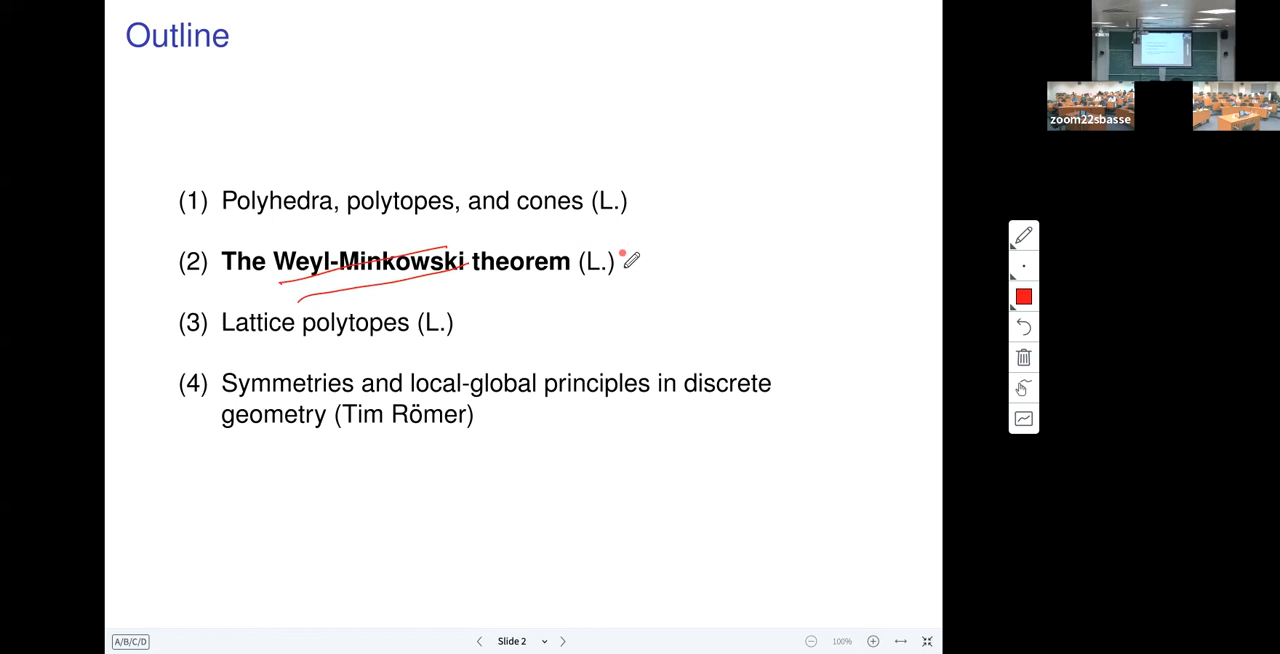 Outline
zoom22sbasse
(1) Polyhedra, polytopes, and cones (L.)
(2) The Weyl-Minkowski theorem (L.)
(3) Lattice polytopes (L.)
(4) Symmetries and local-global principles in discrete
geometry (Tim Römer)
A/B/C/D
Slide 2
100%